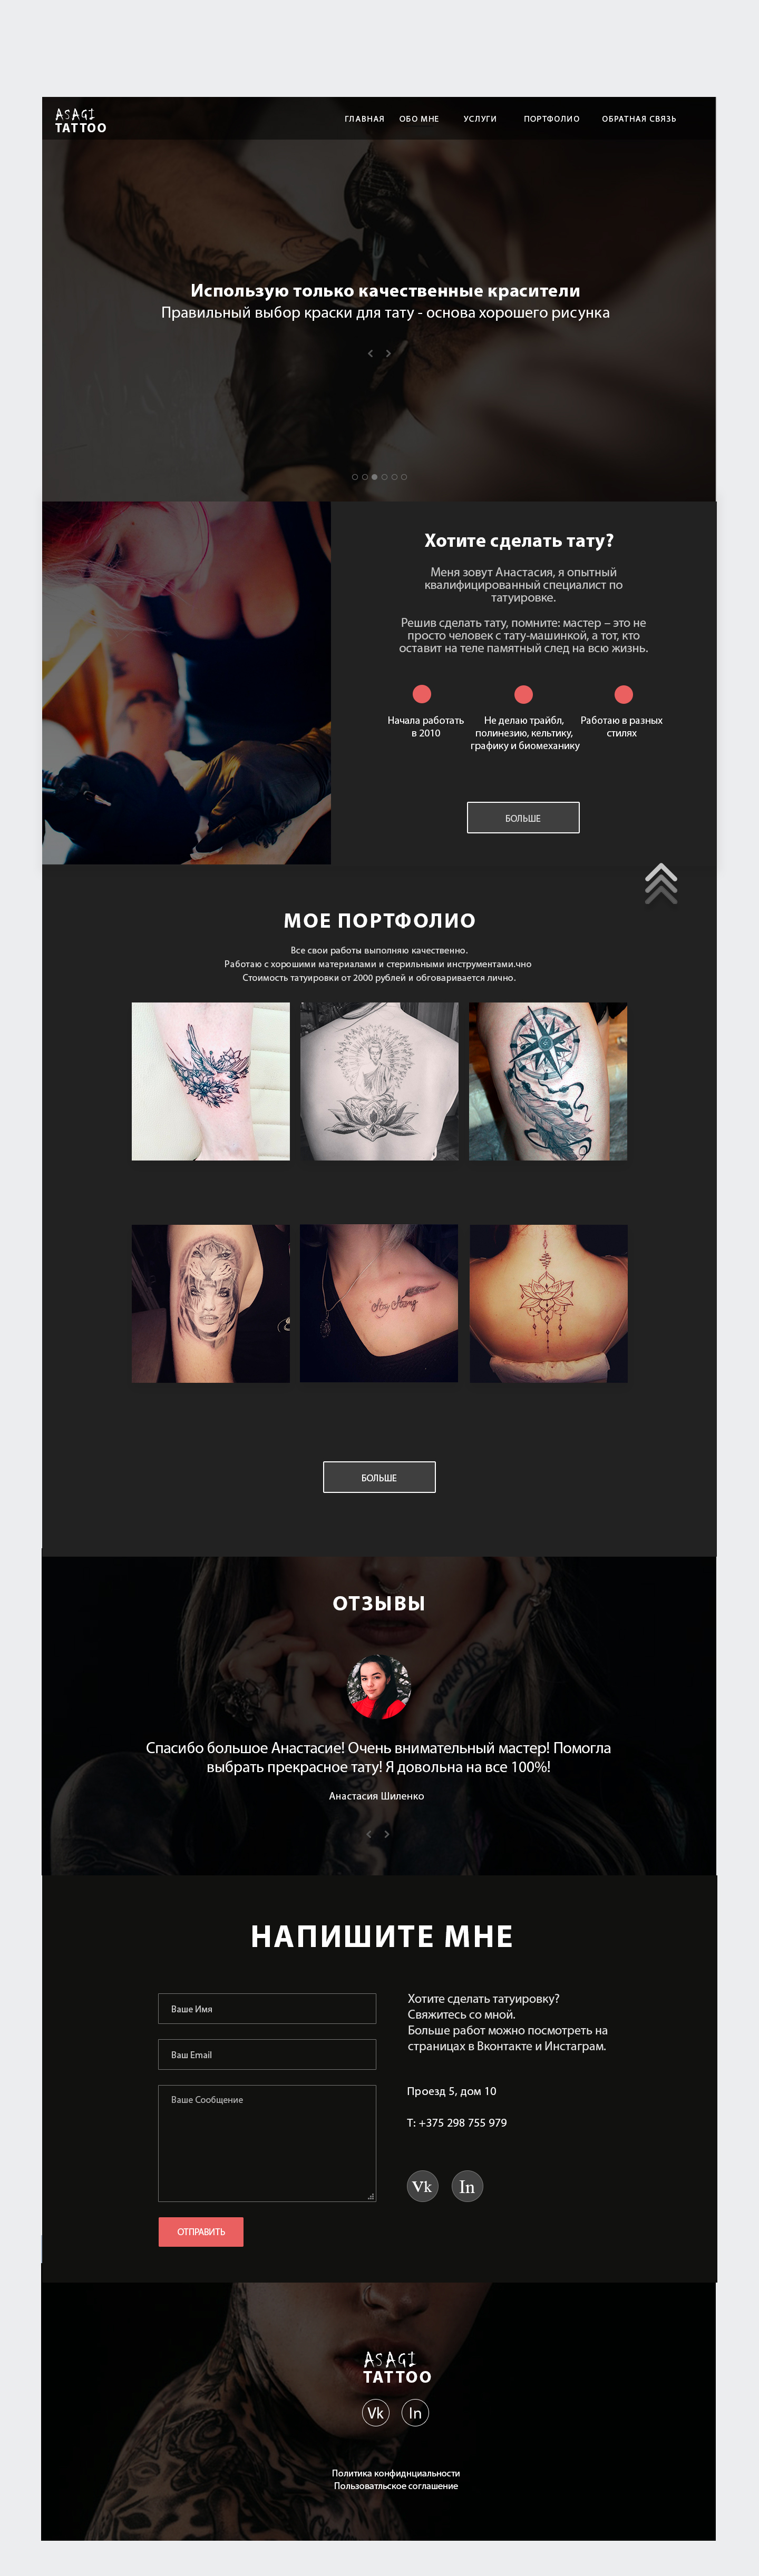 ASAGI
TATTOO
ГЛАВНАЯ ОБО МНЕ УСЛУГИ ПОРТФОЛИО ОБРАТНАЯ СВЯЗЬ
Использую только качественные красители
Правильный выбор краски для тату - основа хорошего рисунка
Хотите сделать тату?
Меня зовут Анастасия, я опытный
квалифицированный специалист по
татуировке.
Решив сделать тату, помните: мастер – это не
просто человек с тату-машинкой, а тот, кто
оставит на теле памятный след на всю жизнь.
Начала работать
в 2010
Не делаю трайбл,
полинезию, кельтику,
графику и биомеханику
Работаю в разных
стилях
БОЛЬШЕ
МОЕ ПОРТФОЛИО
Все свои работы выполняю качественно.
Работаю с хорошими материалами и стерильными инструментами.чно
Стоимость татуировки от 2000 рублей и обговаривается лично.
БОЛЬШЕ
ОТЗЫВЫ
Спасибо большое Анастасие! Очень внимательный мастер! Помогла
выбрать прекрасное тату! Я довольна на все 100%!
Анастасия Шиленко
НАПИШИТЕ МНЕ
Ваше Имя
Ваш Email
Ваше Сообщение
ОТПРАВИТЬ
Хотите сделать татуировку?
Свяжитесь со мной.
Больше работ можно посмотреть на
страницах в Вконтакте и Инстаграм.
Проезд 5, дом 10
Т: +375 298 755 979
Vk In
ASAGI
TATTOO
Vk In
Политика конфидициальности
Пользоватльское соглашение